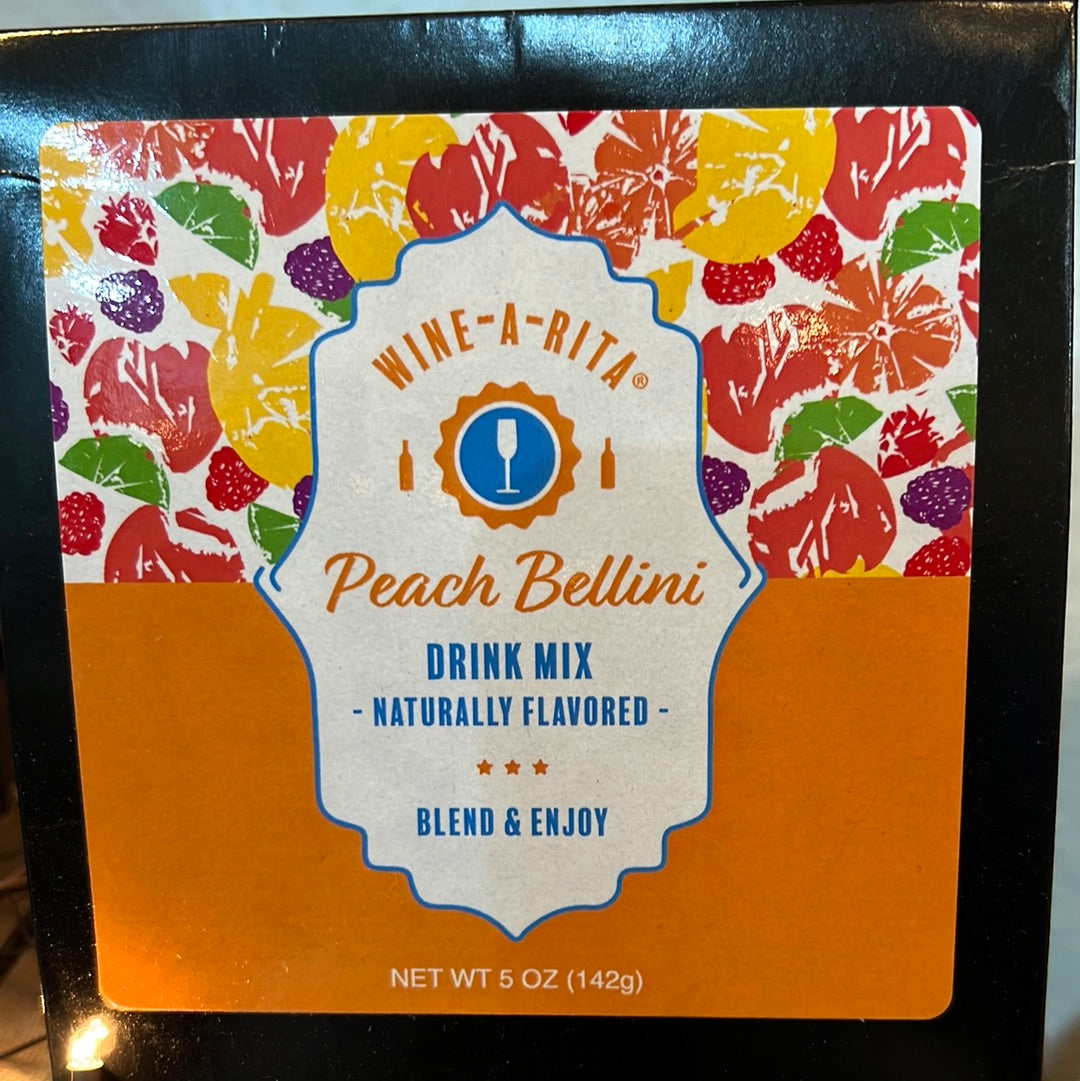 WINE-A-RITA®
Peach Bellini
DRINK MIX
- NATURALLY FLAVORED -
BLEND & ENJOY
NET WT 5 OZ (142g)